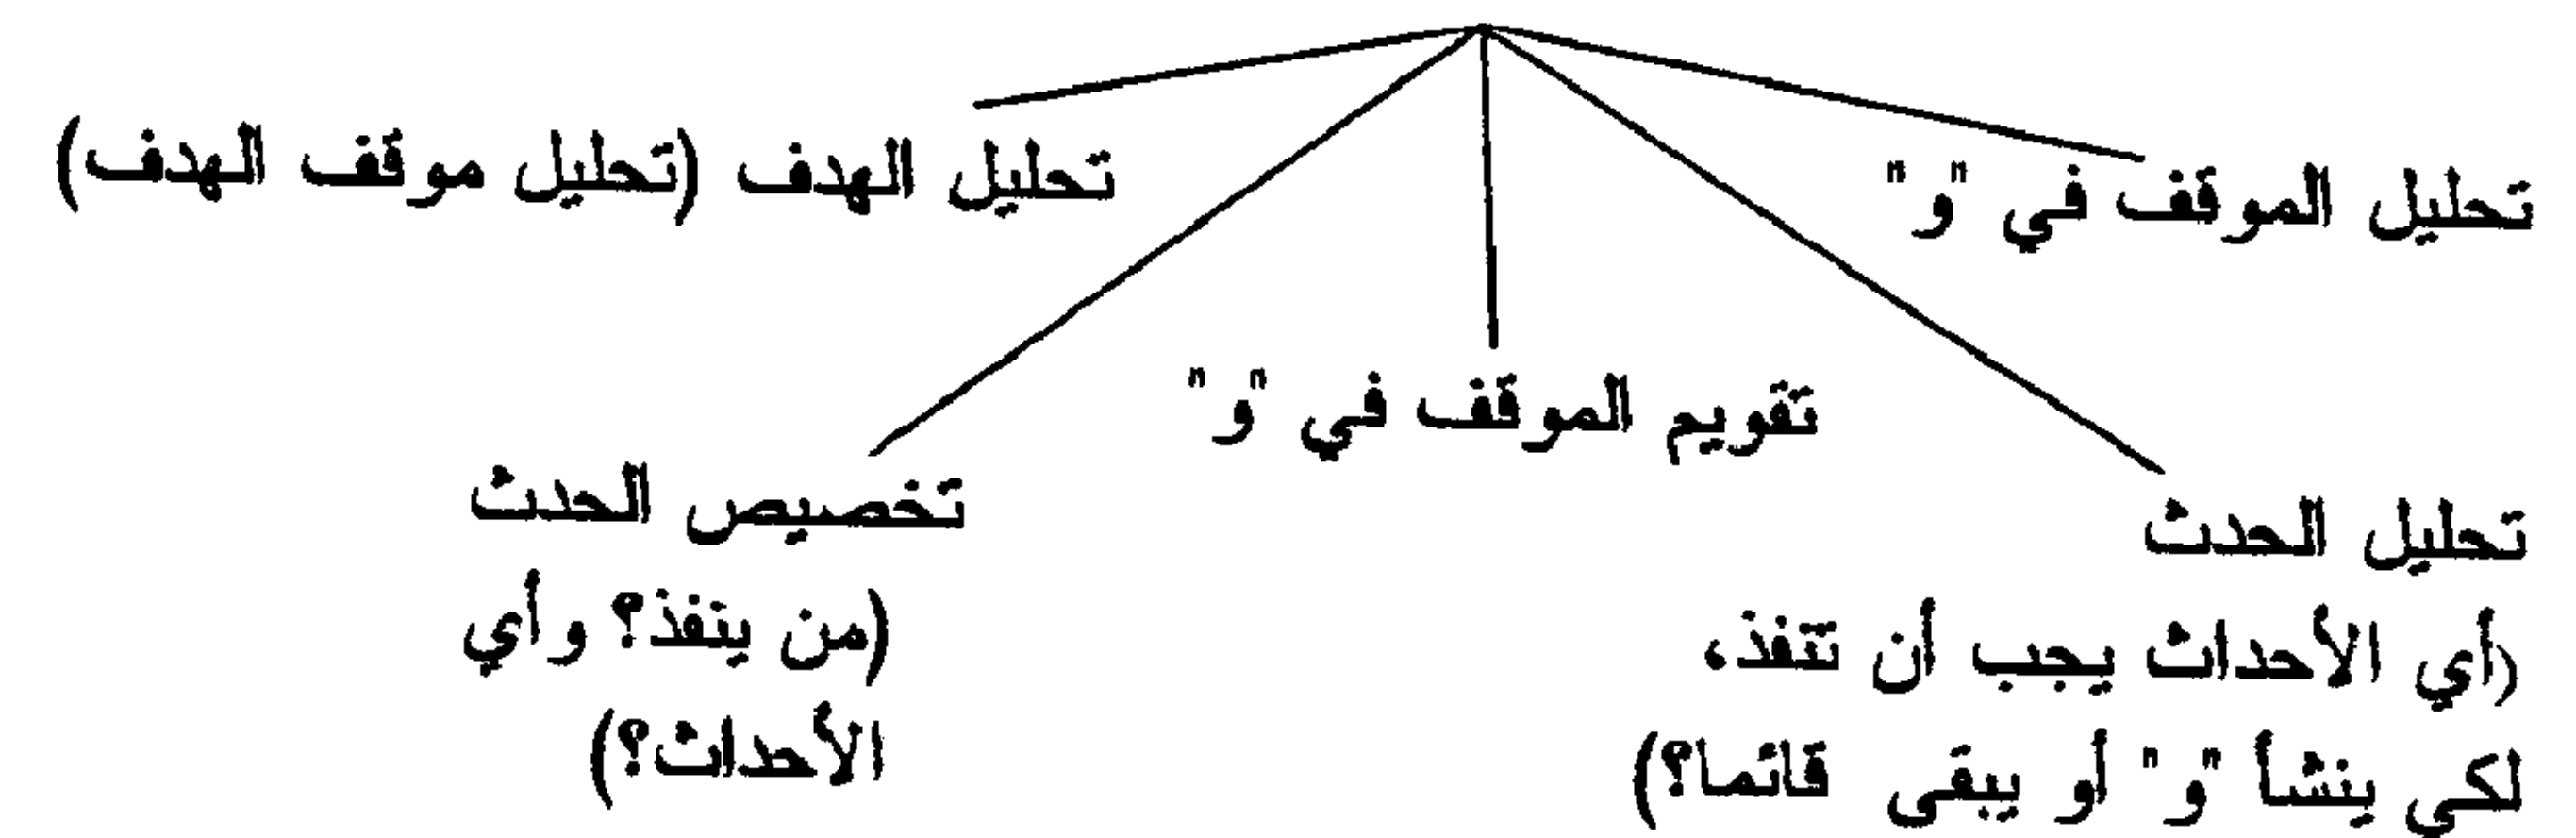 تحليل الموقف في "و"
تحليل الهدف (تحليل موقف الهدف)
تقويم الموقف في "و"
تحليل الحدث
(أي الأحداث يجب أن تنفذ،
لكي ينشأ "و" أو يبقى قائما؟)
تخصيص الحدث
(من ينفذ؟ وأي
الأحداث؟)